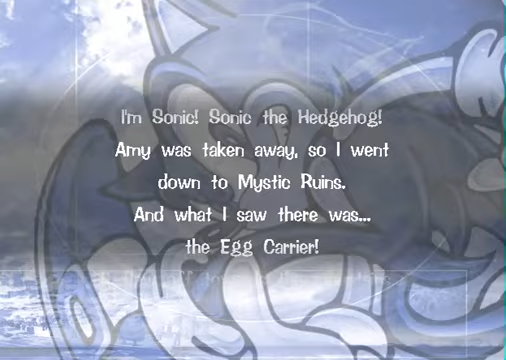 I'm Sonic! Sonic the Hedgehog!
Amy was taken away, so I went
down to Mystic Ruins.
And what I saw there was...
the Egg Carrier!